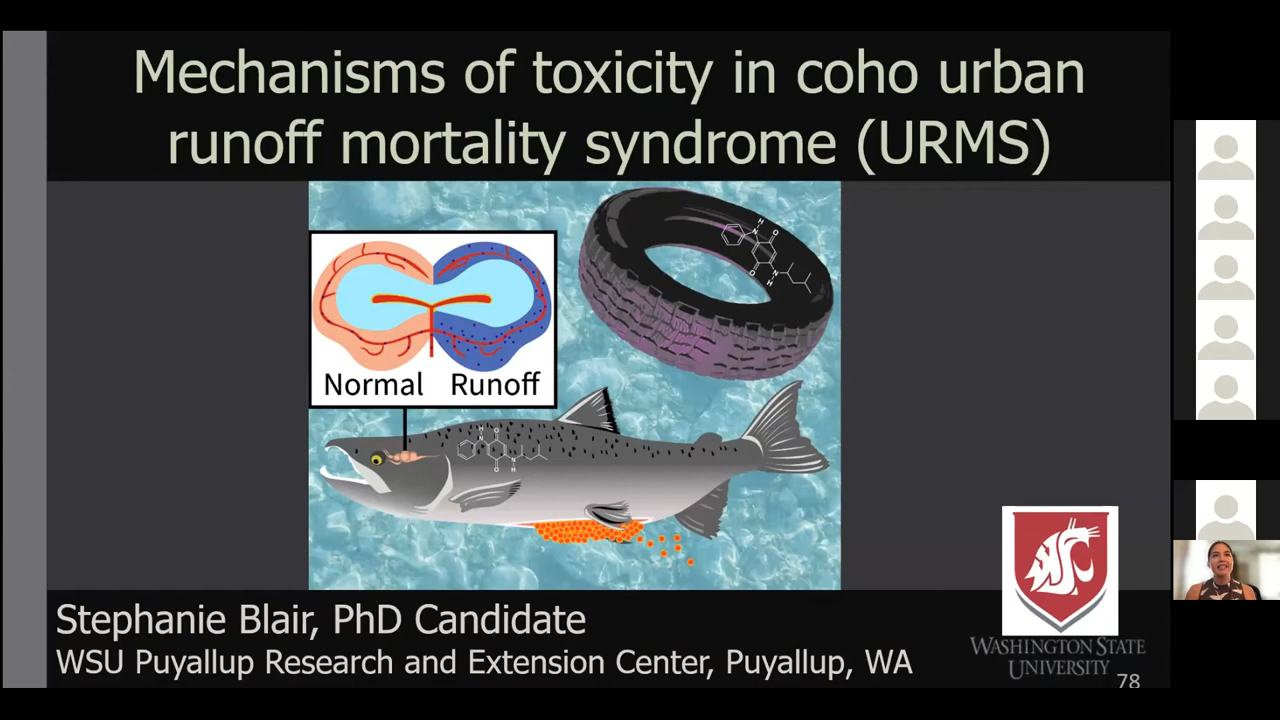 Mechanisms of toxicity in coho urban
runoff mortality syndrome (URMS)
Normal Runoff
H
N
O
O
N
H
H
N
O
O
N
H
Stephanie Blair, PhD Candidate
WSU Puyallup Research and Extension Center, Puyallup, WA
WASHINGTON STATE
UNIVERSITY
78